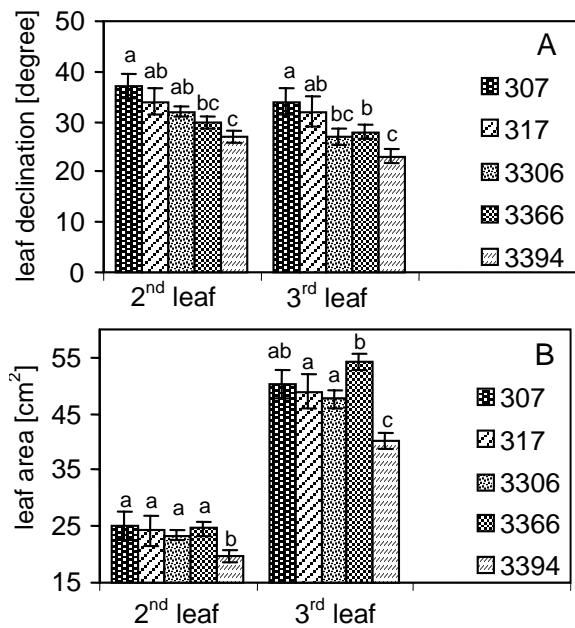 leaf declination [degree]
50
40
30
20
10
0
a ab ab bc c
a ab bc b c
2nd leaf 3rd leaf
A
307
317
3306
3366
3394
leaf area [cm2]
55
45
35
25
15
a a a a b
ab a a b c
2nd leaf 3rd leaf
B
307
317
3306
3366
3394